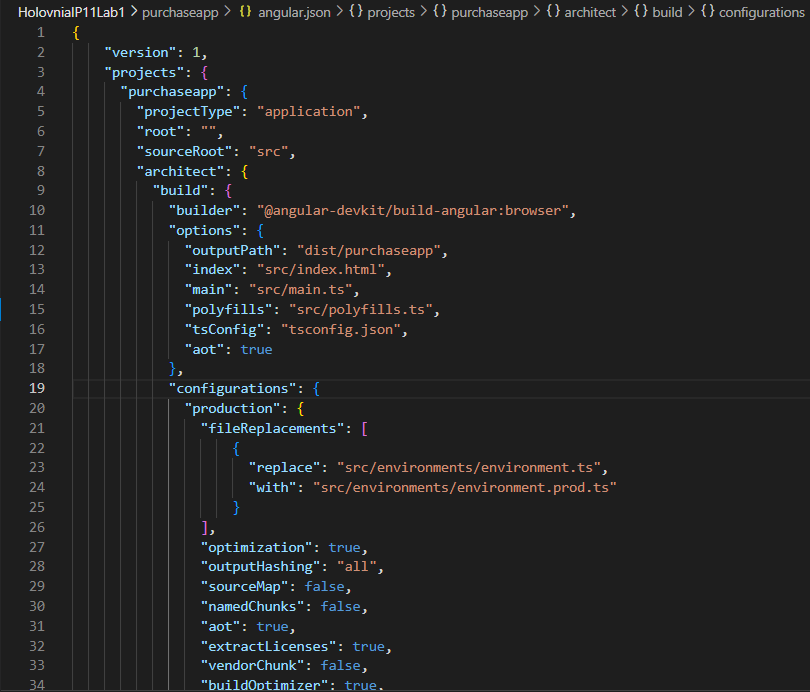 HolovniaIP11Lab1 > purchaseapp > {} angular.json > {} projects > {} purchaseapp > {} architect > {} build > {} configurations
1 {
2 "version": 1,
3 "projects": {
4 "purchaseapp": {
5 "projectType": "application",
6 "root": "",
7 "sourceRoot": "src",
8 "architect": {
9 "build": {
10 "builder": "@angular-devkit/build-angular:browser",
11 "options": {
12 "outputPath": "dist/purchaseapp",
13 "index": "src/index.html",
14 "main": "src/main.ts",
15 "polyfills": "src/polyfills.ts",
16 "tsConfig": "tsconfig.json",
17 "aot": true
18 },
19 "configurations": {
20 "production": {
21 "fileReplacements": [
22 {
23 "replace": "src/environments/environment.ts",
24 "with": "src/environments/environment.prod.ts"
25 }
26 ],
27 "optimization": true,
28 "outputHashing": "all",
29 "sourceMap": false,
30 "namedChunks": false,
31 "aot": true,
32 "extractLicenses": true,
33 "vendorChunk": false,
34 "buildOptimizer": true,